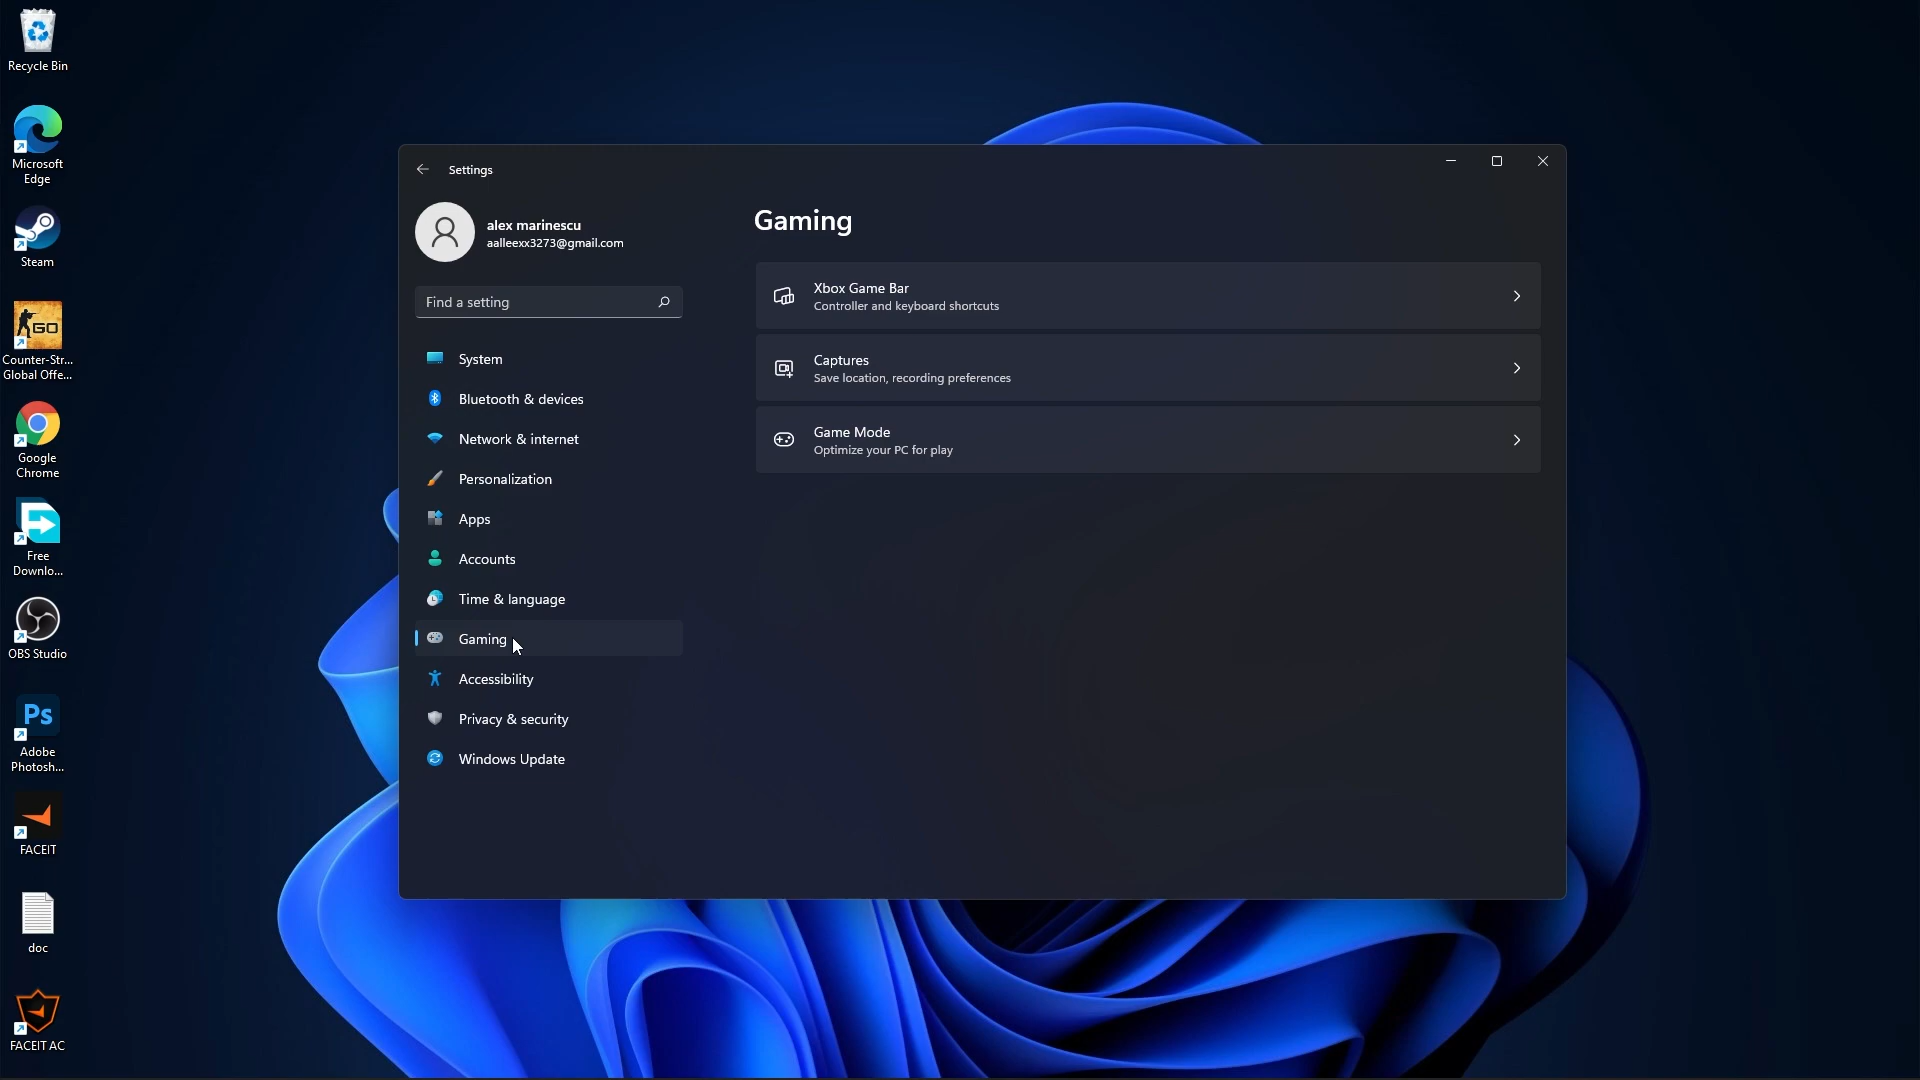 Recycle Bin
Microsoft
Edge
Steam
GO
Counter-Str...
Global Offe...
Google
Chrome
Free
Downlo...
OBS Studio
Ps
Adobe
Photosh...
FACEIT
doc
FACEIT AC
Settings
alex marinescu
aalleexx3273@gmail.com
Find a setting
System
Bluetooth & devices
Network & internet
Personalization
Apps
Accounts
Time & language
Gaming
Accessibility
Privacy & security
Windows Update
Gaming
Xbox Game Bar
Controller and keyboard shortcuts
Captures
Save location, recording preferences
Game Mode
Optimize your PC for play